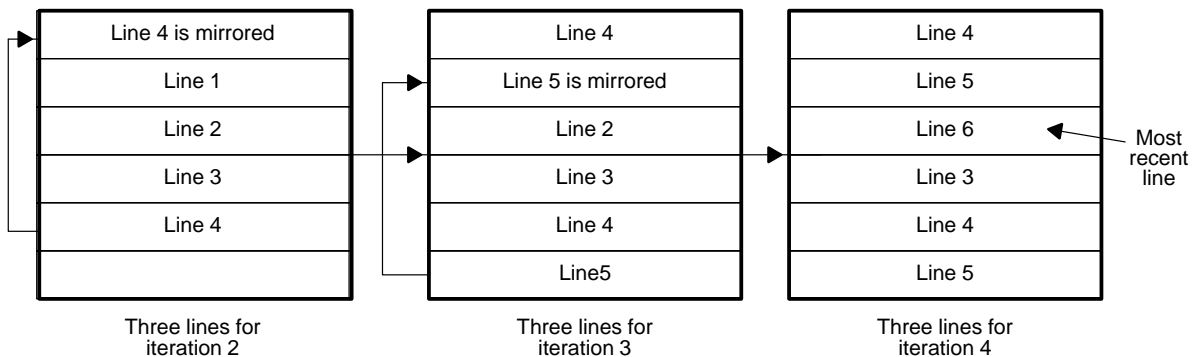 Line 4 is mirrored
Line 1
Line 2
Line 3
Line 4
Three lines for
iteration 2
Line 4
Line 5 is mirrored
Line 2
Line 3
Line 4
Line5
Three lines for
iteration 3
Line 4
Line 5
Line 6
Line 3
Line 4
Line 5
Three lines for
iteration 4
Most
recent
line